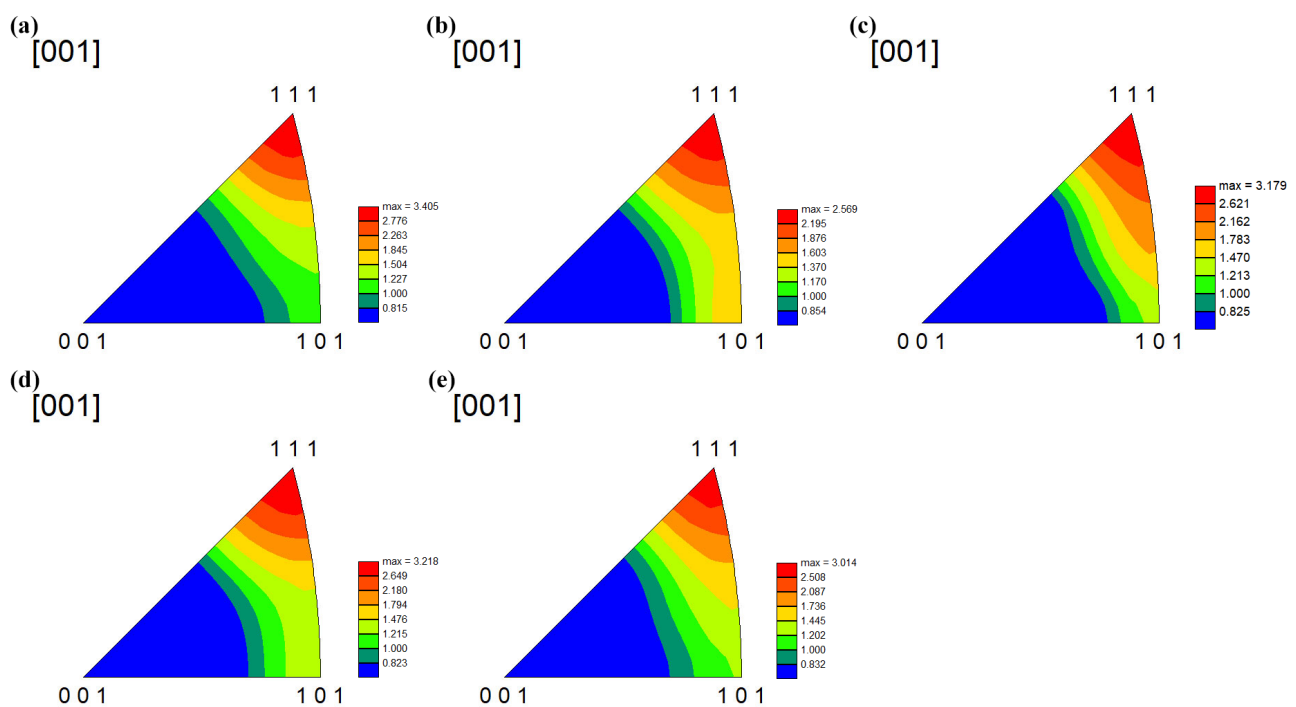 (a)
[001]
1 1 1
max = 3.405
2.776
2.263
1.845
1.504
1.227
1.000
0.815
0 0 1
1 0 1
(b)
[001]
1 1 1
max = 2.569
2.195
1.876
1.603
1.370
1.170
1.000
0.854
0 0 1
1 0 1
(c)
[001]
1 1 1
max = 3.179
2.621
2.162
1.783
1.470
1.213
1.000
0.825
0 0 1
1 0 1
(d)
[001]
1 1 1
max = 3.218
2.649
2.180
1.794
1.476
1.215
1.000
0.823
0 0 1
1 0 1
(e)
[001]
1 1 1
max = 3.014
2.508
2.087
1.736
1.445
1.202
1.000
0.832
0 0 1
1 0 1